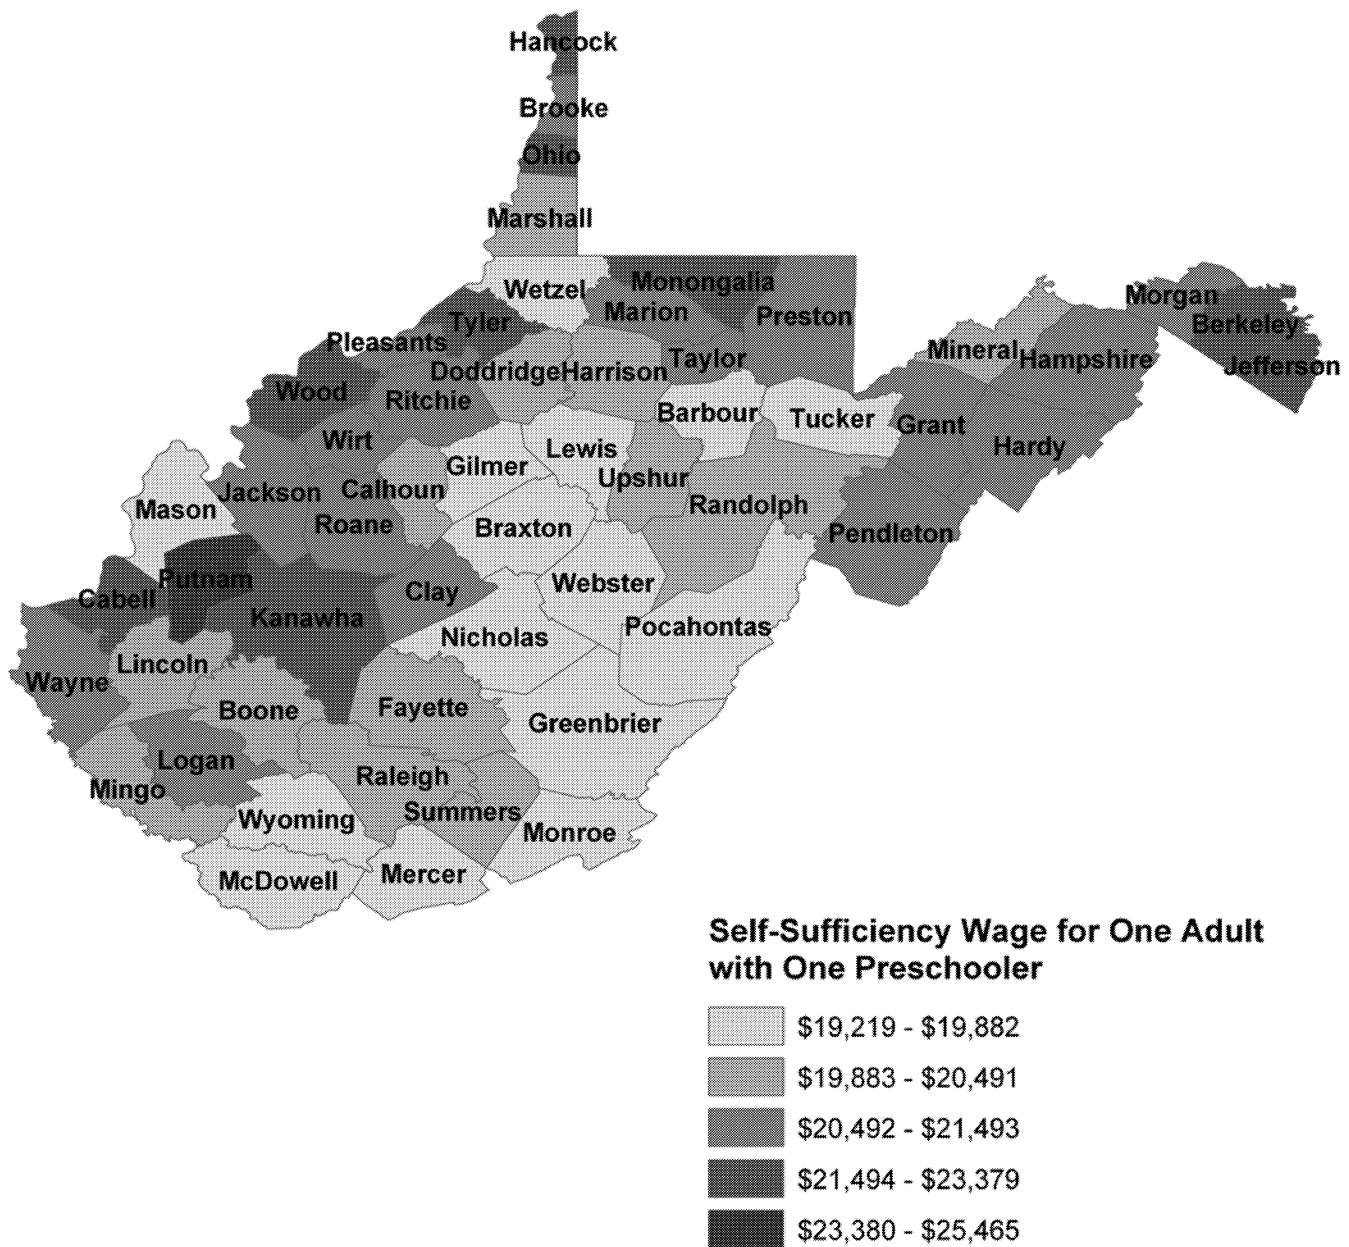 Hancock
Brooke
Ohio
Marshall
Wetzel
Monongalia
Marion
Preston
Tyler
Pleasants
Morgan
Berkeley
Jefferson
Mineral
Hampshire
Doddridge
Harrison
Taylor
Wood
Ritchie
Barbour
Tucker
Grant
Hardy
Wirt
Lewis
Gilmer
Upshur
Jackson
Calhoun
Randolph
Mason
Roane
Braxton
Pendleton
Putnam
Cabell
Clay
Webster
Kanawha
Nicholas
Pocahontas
Lincoln
Wayne
Boone
Fayette
Greenbrier
Logan
Raleigh
Mingo
Summers
Wyoming
Monroe
McDowell
Mercer
Self-Sufficiency Wage for One Adult
with One Preschooler
$19,219 - $19,882
$19,883 - $20,491
$20,492 - $21,493
$21,494 - $23,379
$23,380 - $25,465